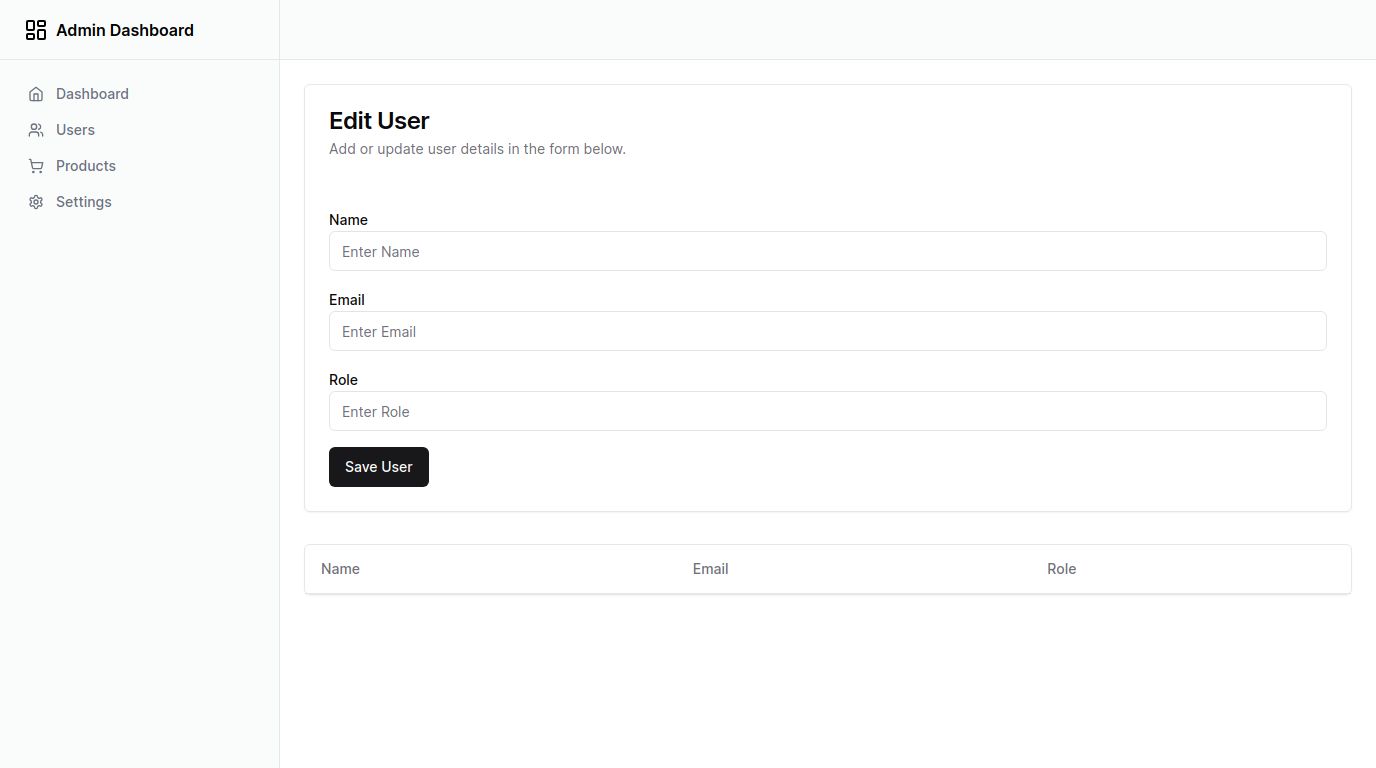 Admin Dashboard
Dashboard
Users
Products
Settings
Edit User
Add or update user details in the form below.
Name
Enter Name
Email
Enter Email
Role
Enter Role
Save User
Name Email Role